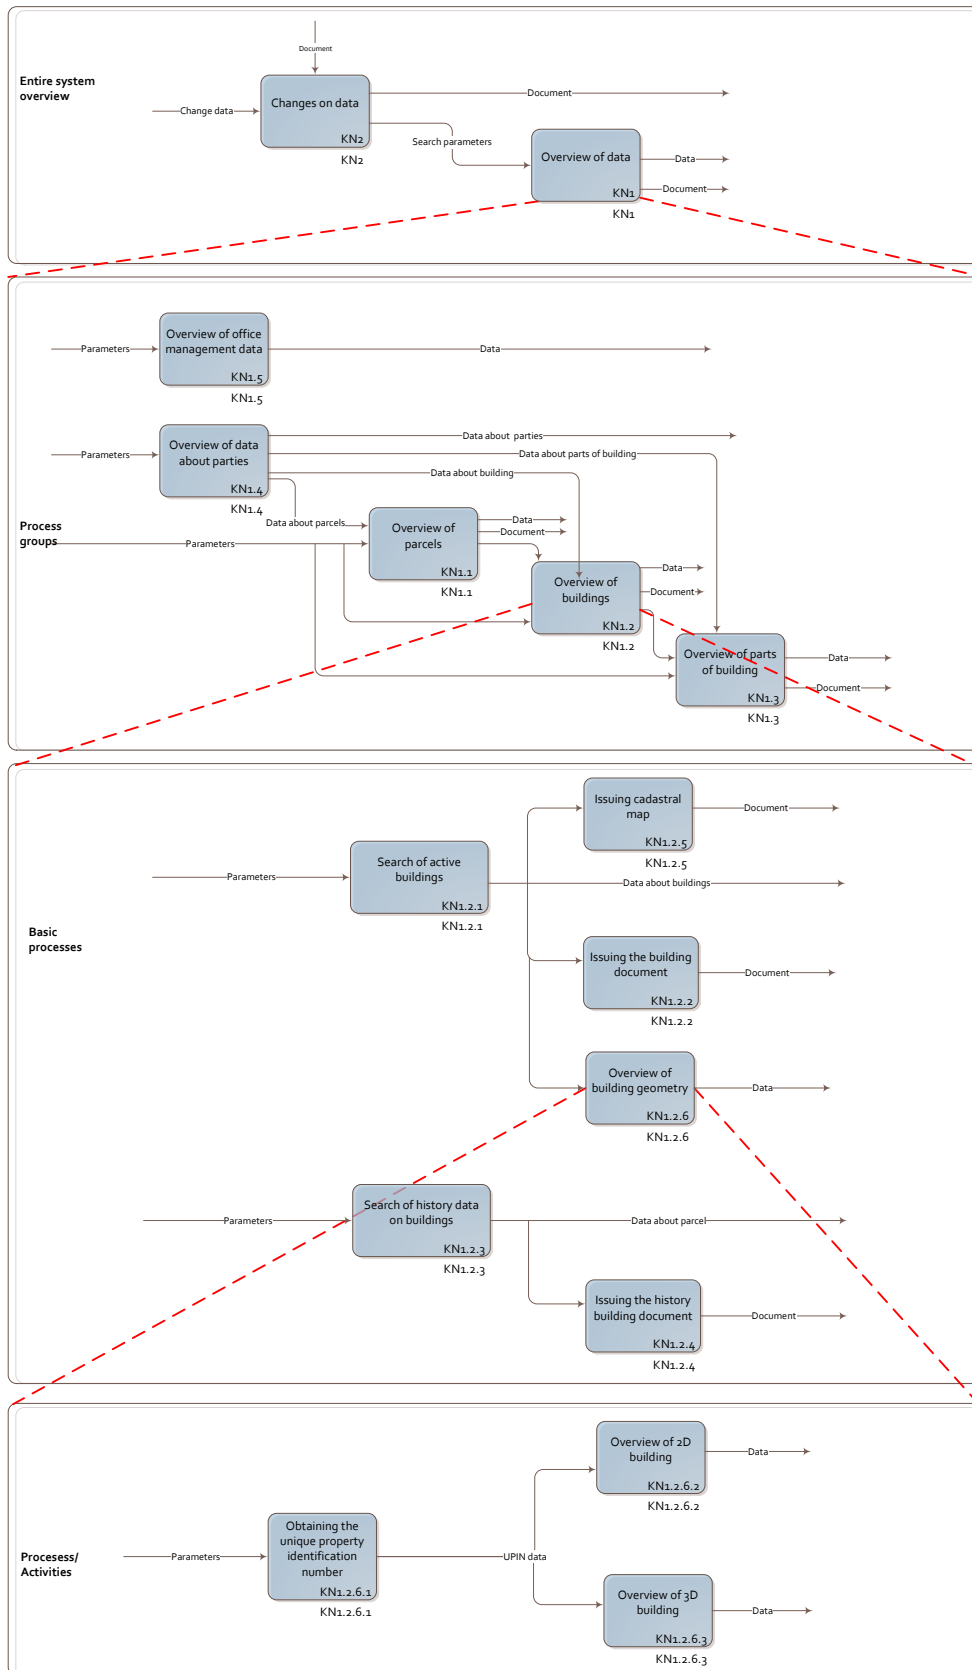 Document
Entire system
overview
Change data
Changes on data
KN2
KN2
Document
Search parameters
Overview of data
KN1
KN1
Data
Document
Parameters
Overview of office
management data
KN1.5
KN1.5
Data
Parameters
Overview of data
about parties
KN1.4
KN1.4
Data about parties
Data about parts of building
Data about building
Data about parcels
Process
groups
Parameters
Overview of
parcels
KN1.1
KN1.1
Data
Document
Overview of
buildings
KN1.2
KN1.2
Data
Document
Overview of parts
of building
KN1.3
KN1.3
Data
Document
Basic
processes
Issuing cadastral
map
KN1.2.5
KN1.2.5
Document
Parameters
Search of active
buildings
KN1.2.1
KN1.2.1
Data about buildings
Issuing the building
document
KN1.2.2
KN1.2.2
Document
Overview of
building geometry
KN1.2.6
KN1.2.6
Data
Parameters
Search of history data
on buildings
KN1.2.3
KN1.2.3
Data about parcel
Issuing the history
building document
KN1.2.4
KN1.2.4
Document
Procesess/
Activities
Parameters
Obtaining the
unique property
identification
number
KN1.2.6.1
KN1.2.6.1
UPIN data
Overview of 2D
building
KN1.2.6.2
KN1.2.6.2
Data
Overview of 3D
building
KN1.2.6.3
KN1.2.6.3
Data